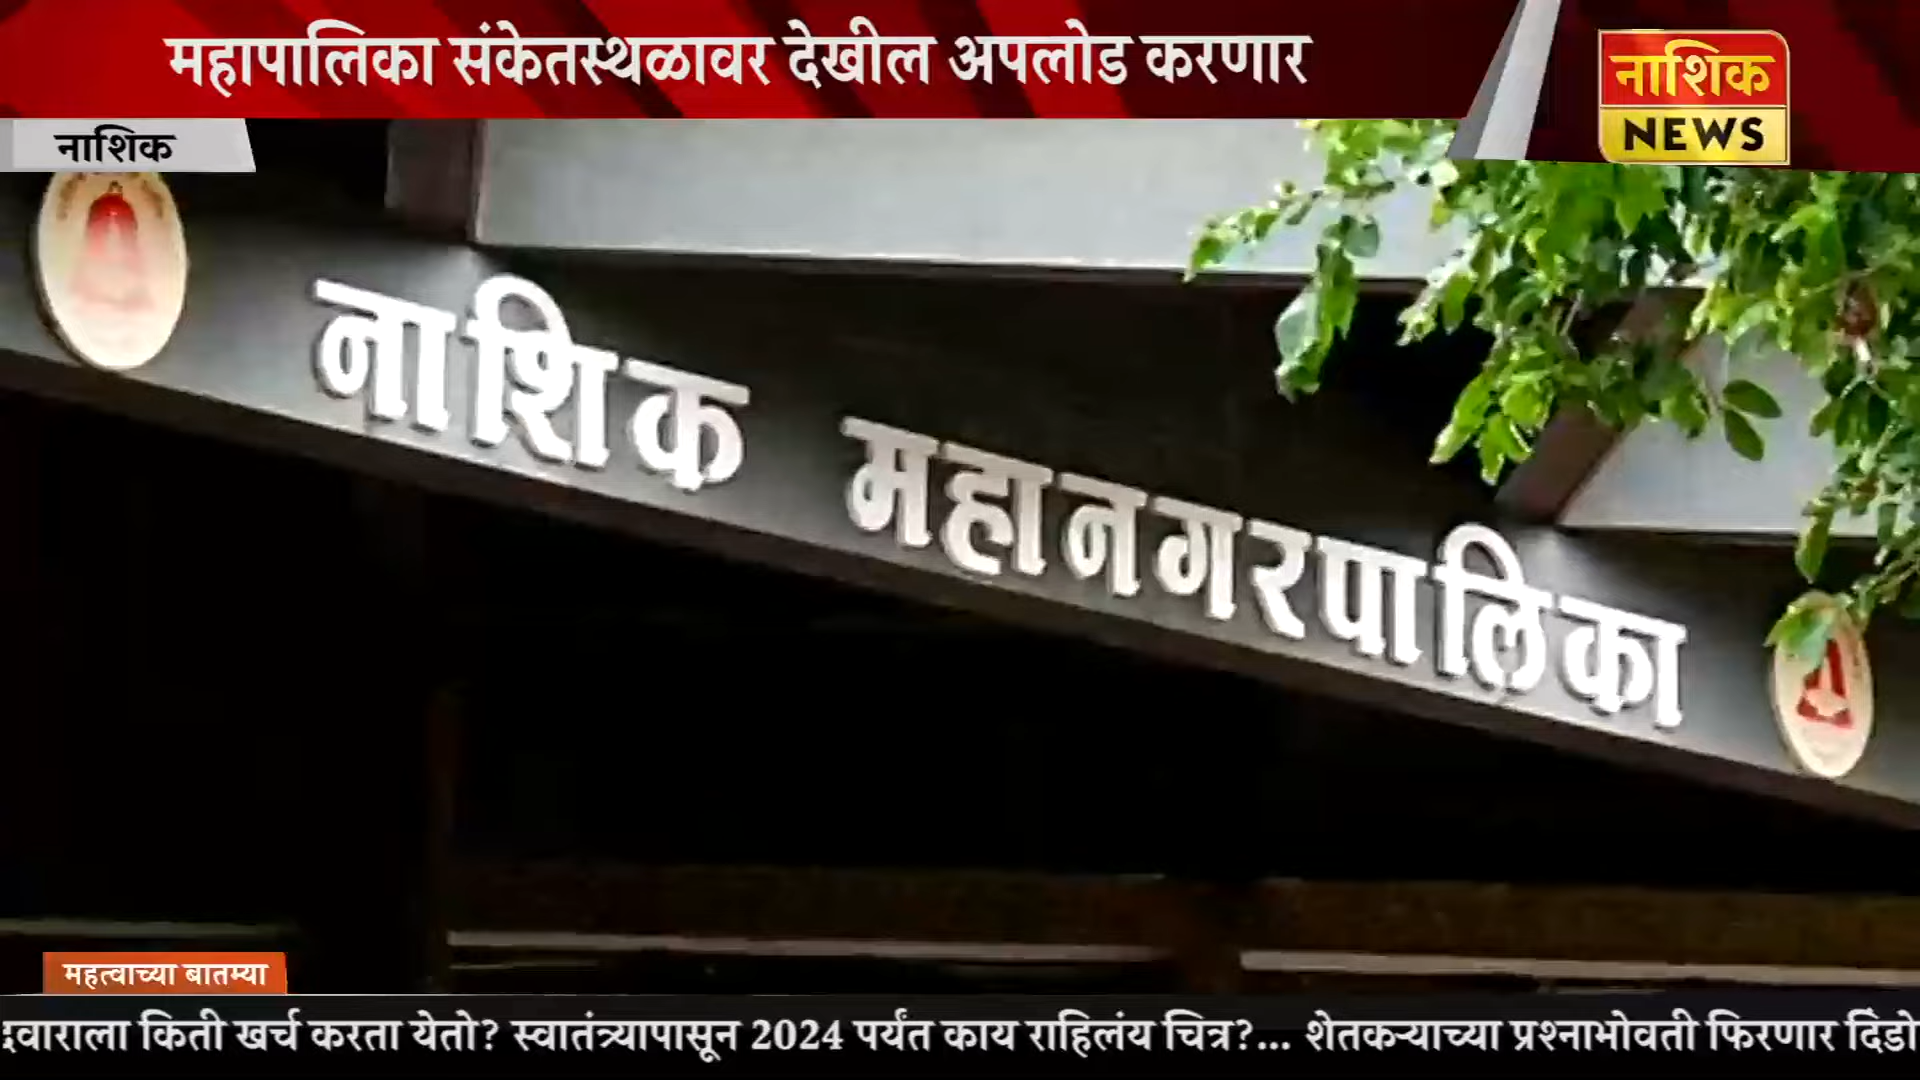 महापालिका संकेतस्थळावर देखील अपलोड करणार
नाशिक
NEWS
नाशिक
नाशिक महानगरपालिका
महत्वाच्या बातम्या
किती खर्च करता येतो? स्वातंत्र्यापासून 2024 पर्यंत काय राहिलंय चित्र?... शेतकऱ्याच्या प्रश्नाभोवती फिरणार